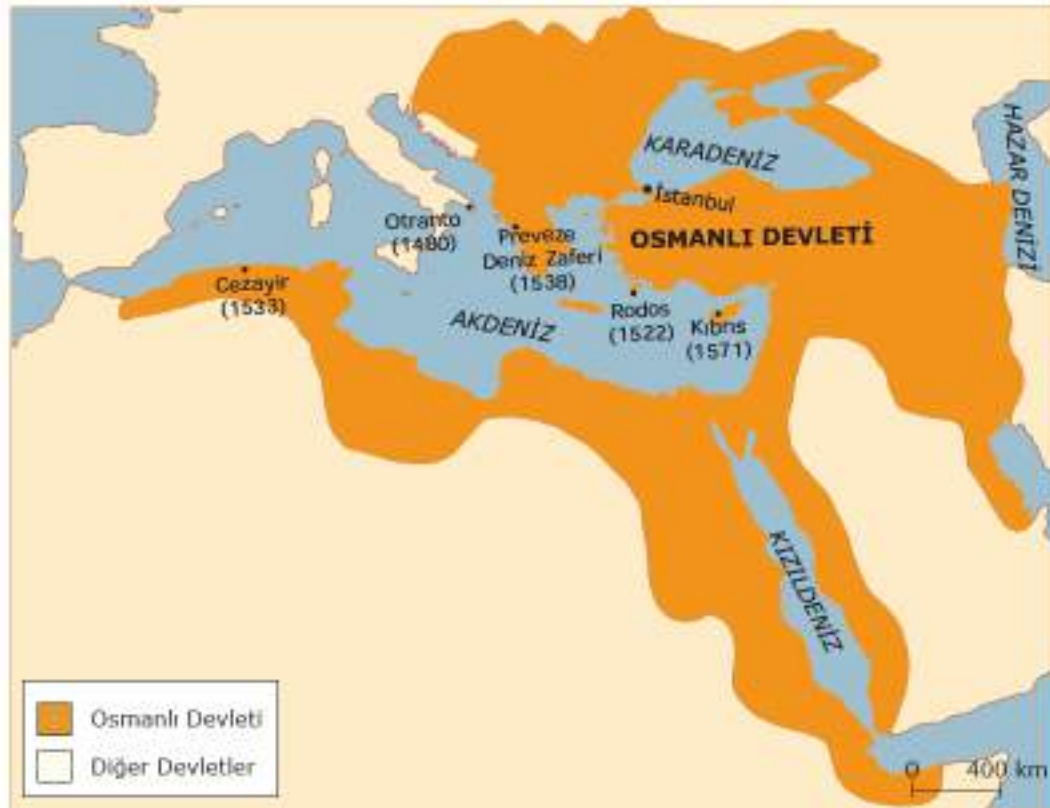 KARADENİZ
HAZAR DENİZİ
İstanbul
Otranto
(1480)
Preveze
Deniz Zaferi
(1538)
OSMANLI DEVLETİ
Cezayir
(1533)
Rodos
(1522)
Kıbrıs
(1571)
AKDENİZ
KIZILDENİZ
Osmanlı Devleti
Diğer Devletler
0 400 km